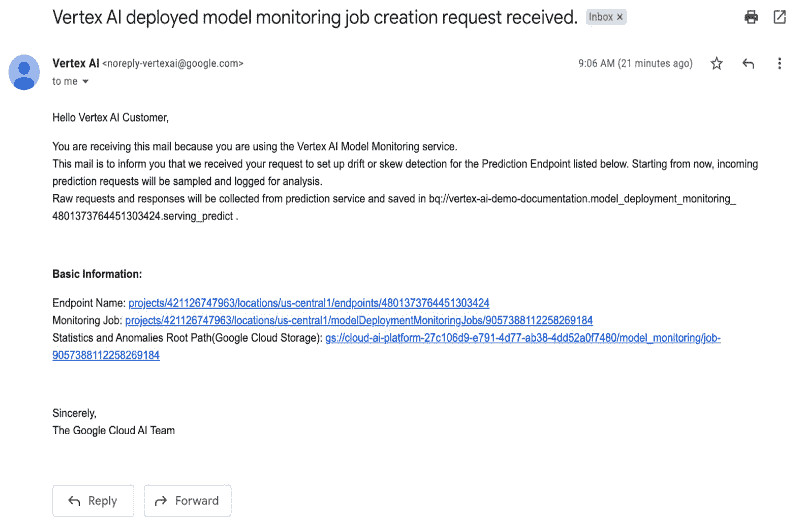 Vertex AI deployed model monitoring job creation request received. Inbox ×
Vertex AI <noreply-vertexai@google.com> 9:06 AM (21 minutes ago)
to me
Hello Vertex AI Customer,
You are receiving this mail because you are using the Vertex AI Model Monitoring service.
This mail is to inform you that we received your request to set up drift or skew detection for the Prediction Endpoint listed below. Starting from now, incoming
prediction requests will be sampled and logged for analysis.
Raw requests and responses will be collected from prediction service and saved in bq://vertex-ai-demo-documentation.model_deployment_monitoring_
4801373764451303424.serving_predict .
Basic Information:
Endpoint Name: projects/421126747963/locations/us-central1/endpoints/4801373764451303424
Monitoring Job: projects/421126747963/locations/us-central1/modelDeploymentMonitoringJobs/9057388112258269184
Statistics and Anomalies Root Path(Google Cloud Storage): gs://cloud-ai-platform-27c106d9-e791-4d77-ab38-4dd52a0f7480/model_monitoring/job-
9057388112258269184
Sincerely,
The Google Cloud AI Team
Reply Forward